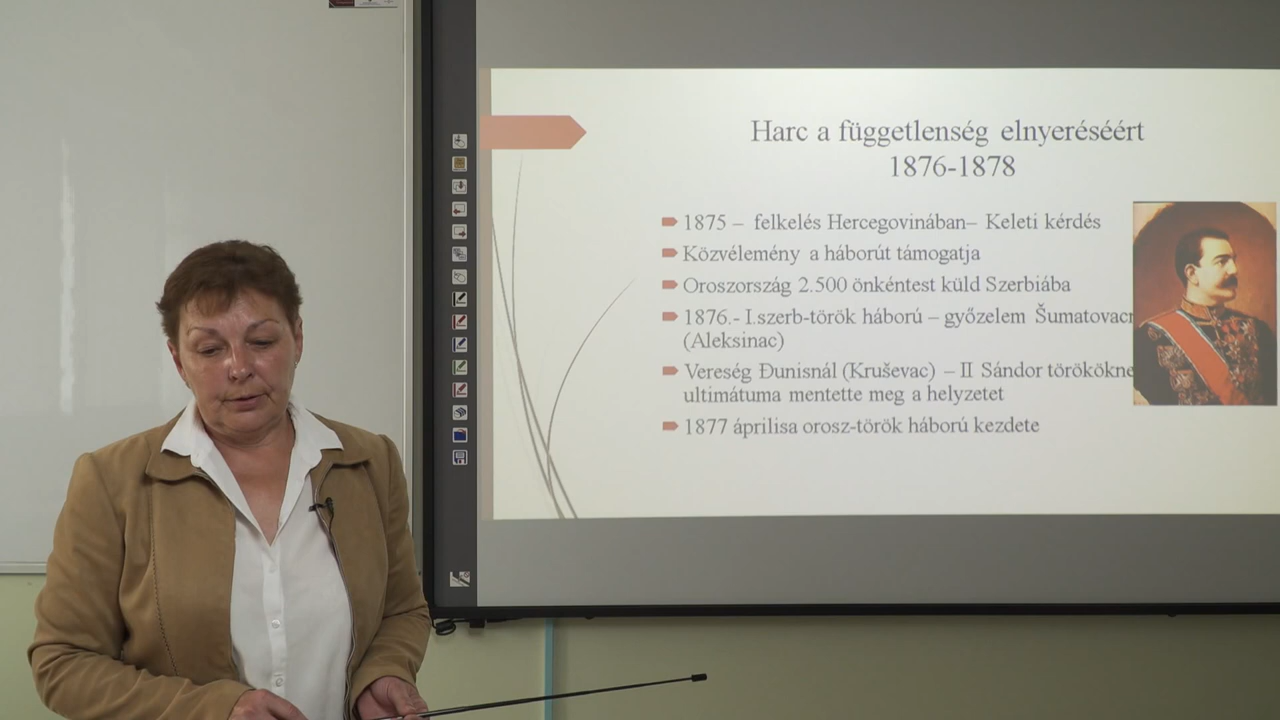 Harc a függetlenség elnyeréséért
1876-1878
1875 – felkelés Hercegovinában– Keleti kérdés
Közvélemény a háborút támogatja
Oroszország 2.500 önkéntest küld Szerbiába
1876.- I.szerb-török háború – győzelem
(Aleksinac)
Vereség Đunisnál (Kruševac) – II Sándor
ultimátuma mentette meg a helyzetet
1877 áprilisa orosz-török háború kezdete